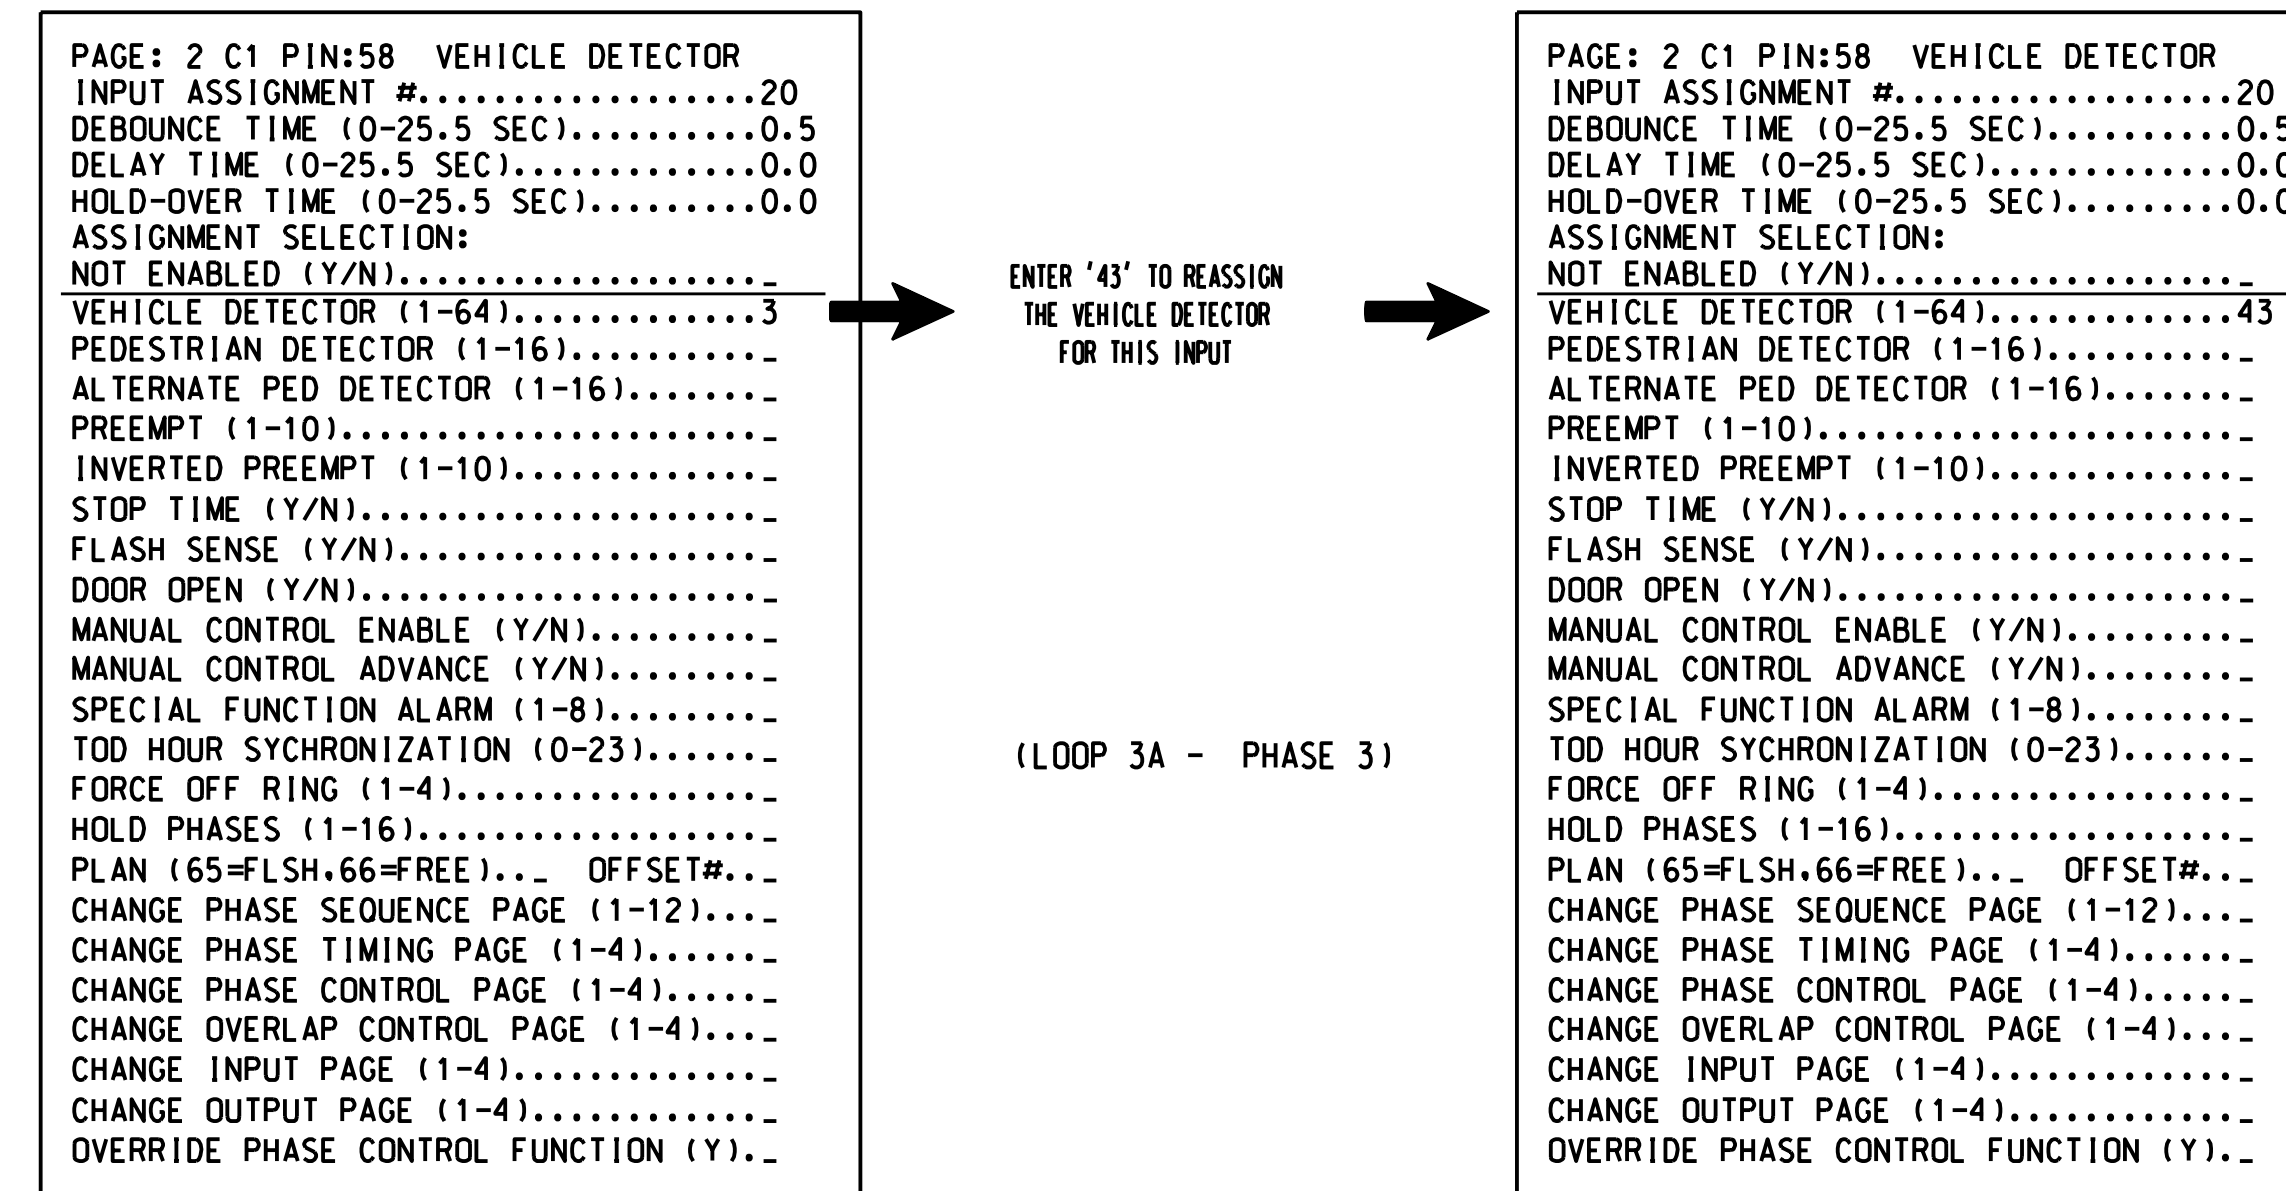 PAGE: 2 C1 PIN:58 VEHICLE DETECTOR
INPUT ASSIGNMENT #..................20
DEBOUNCE TIME (0-25.5 SEC)..........0.5
DELAY TIME (0-25.5 SEC).............0.0
HOLD-OVER TIME (0-25.5 SEC).........0.0
ASSIGNMENT SELECTION:
NOT ENABLED (Y/N)..................._
VEHICLE DETECTOR (1-64).............3
PEDESTRIAN DETECTOR (1-16).........._
ALTERNATE PED DETECTOR (1-16)......._
PREEMPT (1-10)......................_
INVERTED PREEMPT (1-10)............._
STOP TIME (Y/N)....................._
FLASH SENSE (Y/N)..................._
DOOR OPEN (Y/N)....................._
MANUAL CONTROL ENABLE (Y/N)........._
MANUAL CONTROL ADVANCE (Y/N)........_
SPECIAL FUNCTION ALARM (1-8)........_
TOD HOUR SYCHRONIZATION (0-23)......_
FORCE OFF RING (1-4)................_
HOLD PHASES (1-16).................._
PLAN (65=FLSH,66=FREE).._ OFFSET#.._
CHANGE PHASE SEQUENCE PAGE (1-12)..._
CHANGE PHASE TIMING PAGE (1-4)......_
CHANGE PHASE CONTROL PAGE (1-4)....._
CHANGE OVERLAP CONTROL PAGE (1-4)..._
CHANGE INPUT PAGE (1-4)............._
CHANGE OUTPUT PAGE (1-4)............_
OVERRIDE PHASE CONTROL FUNCTION (Y)._
ENTER '43' TO REASSIGN
THE VEHICLE DETECTOR
FOR THIS INPUT
(LOOP 3A - PHASE 3)
PAGE: 2 C1 PIN:58 VEHICLE DETECTOR
INPUT ASSIGNMENT #..................20
DEBOUNCE TIME (0-25.5 SEC)..........0.5
DELAY TIME (0-25.5 SEC).............0.0
HOLD-OVER TIME (0-25.5 SEC).........0.0
ASSIGNMENT SELECTION:
NOT ENABLED (Y/N)..................._
VEHICLE DETECTOR (1-64).............43
PEDESTRIAN DETECTOR (1-16).........._
ALTERNATE PED DETECTOR (1-16)......._
PREEMPT (1-10)......................_
INVERTED PREEMPT (1-10)............._
STOP TIME (Y/N)....................._
FLASH SENSE (Y/N)..................._
DOOR OPEN (Y/N)....................._
MANUAL CONTROL ENABLE (Y/N)........._
MANUAL CONTROL ADVANCE (Y/N)........_
SPECIAL FUNCTION ALARM (1-8)........_
TOD HOUR SYCHRONIZATION (0-23)......_
FORCE OFF RING (1-4)................_
HOLD PHASES (1-16).................._
PLAN (65=FLSH,66=FREE).._ OFFSET#.._
CHANGE PHASE SEQUENCE PAGE (1-12)..._
CHANGE PHASE TIMING PAGE (1-4)......_
CHANGE PHASE CONTROL PAGE (1-4)....._
CHANGE OVERLAP CONTROL PAGE (1-4)..._
CHANGE INPUT PAGE (1-4)............._
CHANGE OUTPUT PAGE (1-4)............_
OVERRIDE PHASE CONTROL FUNCTION (Y)._